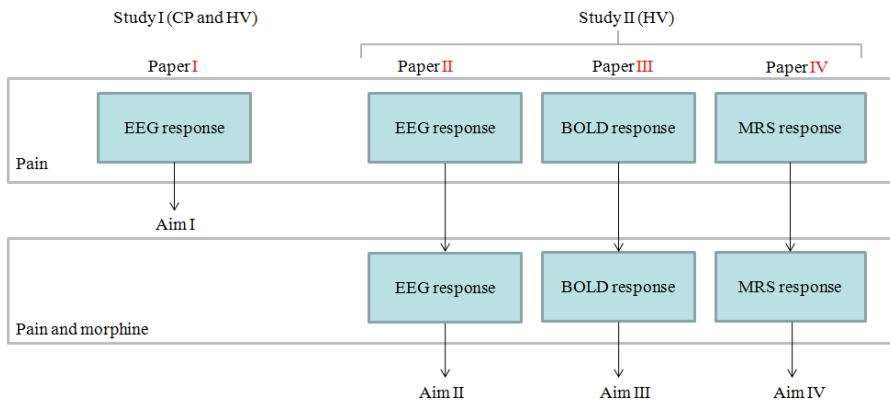 Study I (CP and HV)
Study II (HV)
Paper I
Paper II
Paper III
Paper IV
EEG response
EEG response
BOLD response
MRS response
Pain
Aim I
EEG response
BOLD response
MRS response
Pain and morphine
Aim II
Aim III
Aim IV